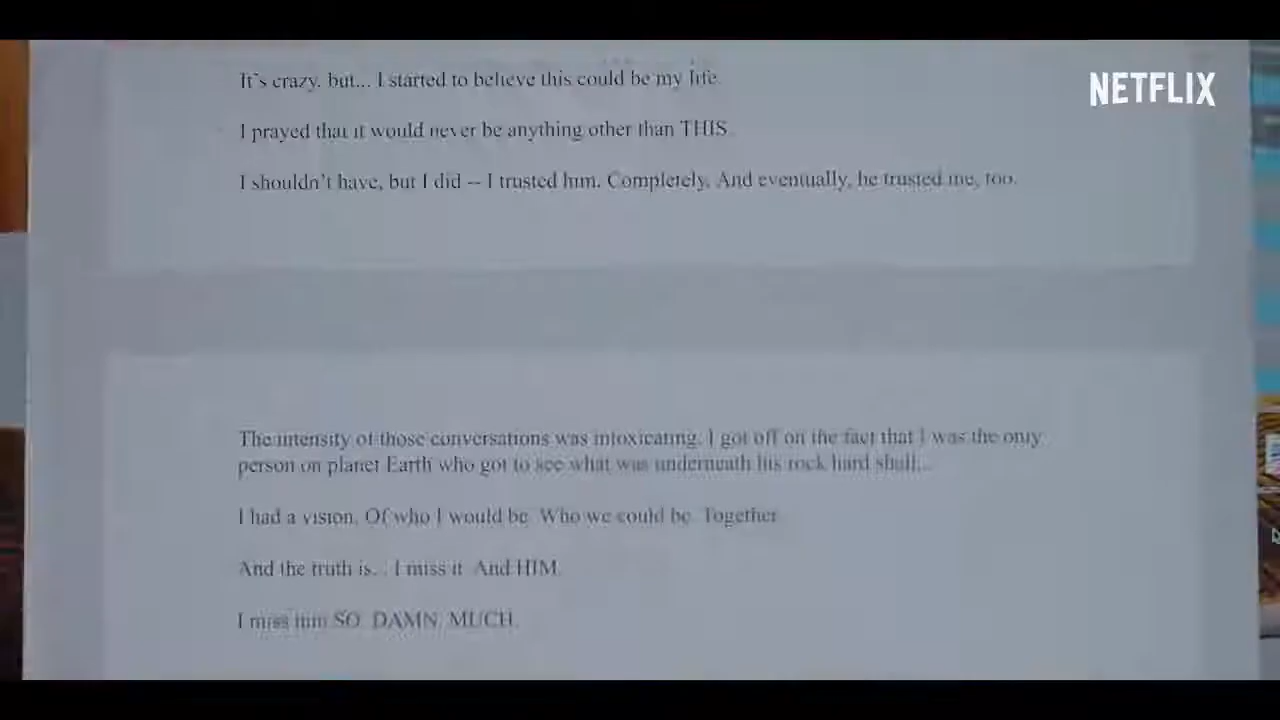 It's crazy, but... I started to believe this could be my life.
NETFLIX
I prayed that it would never be anything other than THIS.
I shouldn't have, but I did -- I trusted him. Completely. And eventually, he trusted me, too.
The intensity of those conversations was intoxicating. I got off on the fact that I was the only
person on planet Earth who got to see what was underneath his rock hard shell...
I had a vision. Of who I would be. Who we could be. Together.
And the truth is... I miss it. And HIM.
I miss him SO. DAMN. MUCH.